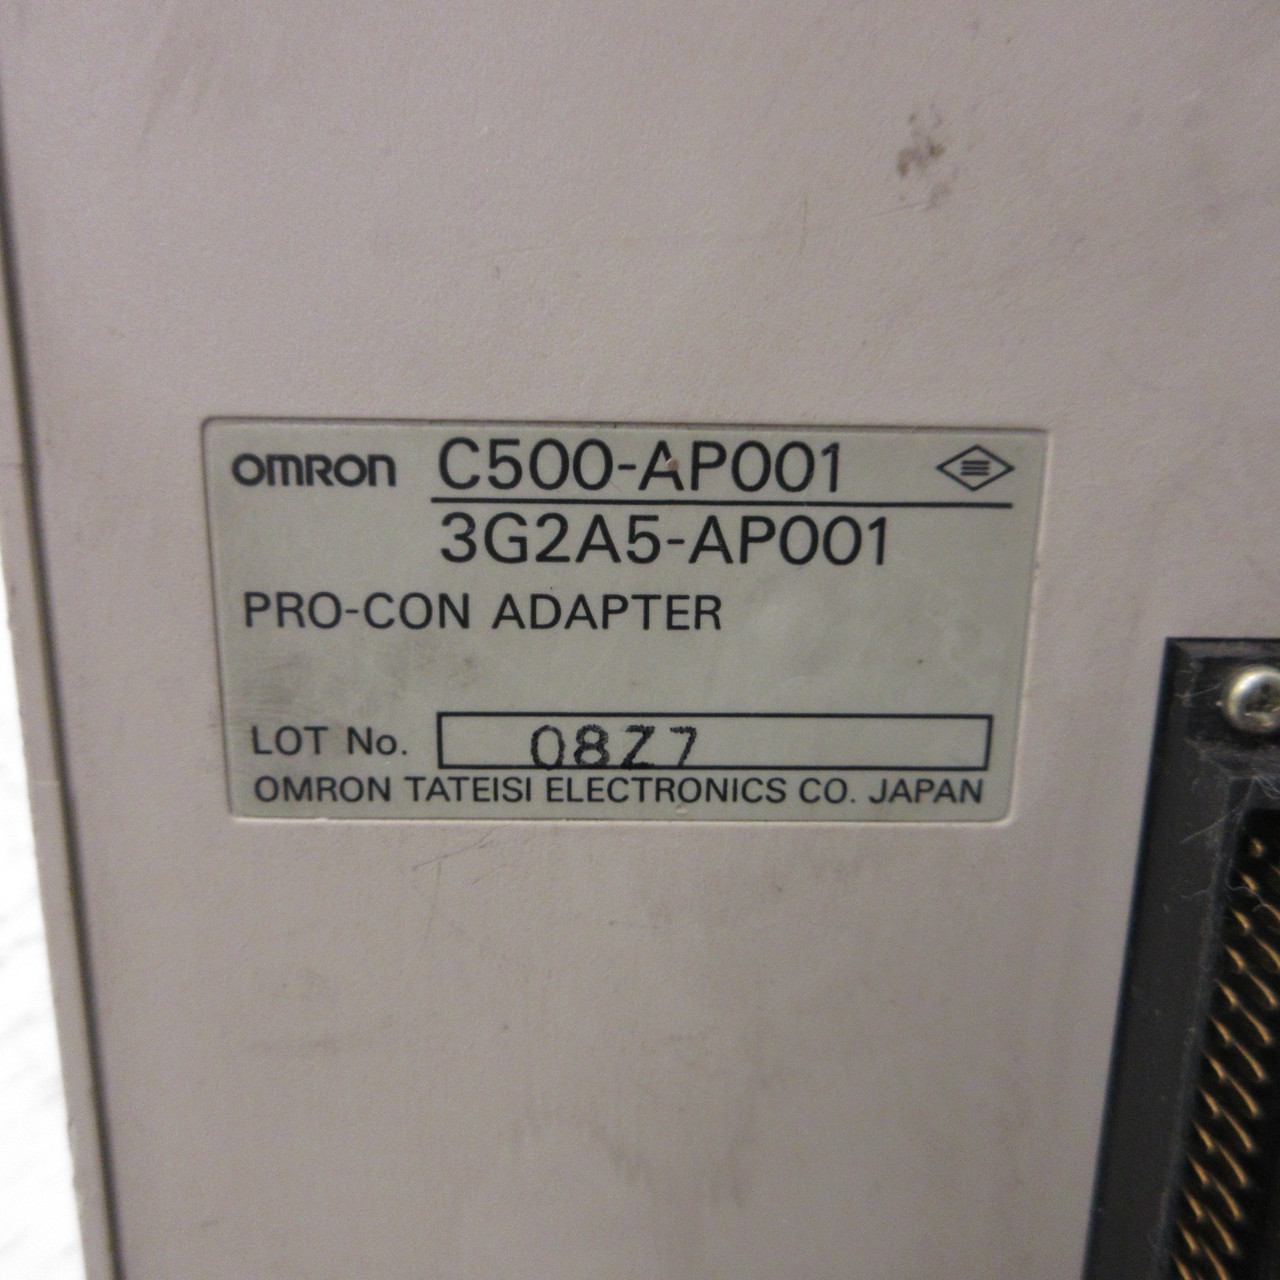 OMRON C500-AP001
3G2A5-AP001
PRO-CON ADAPTER
LOT No. 08Z7
OMRON TATEISI ELECTRONICS CO. JAPAN